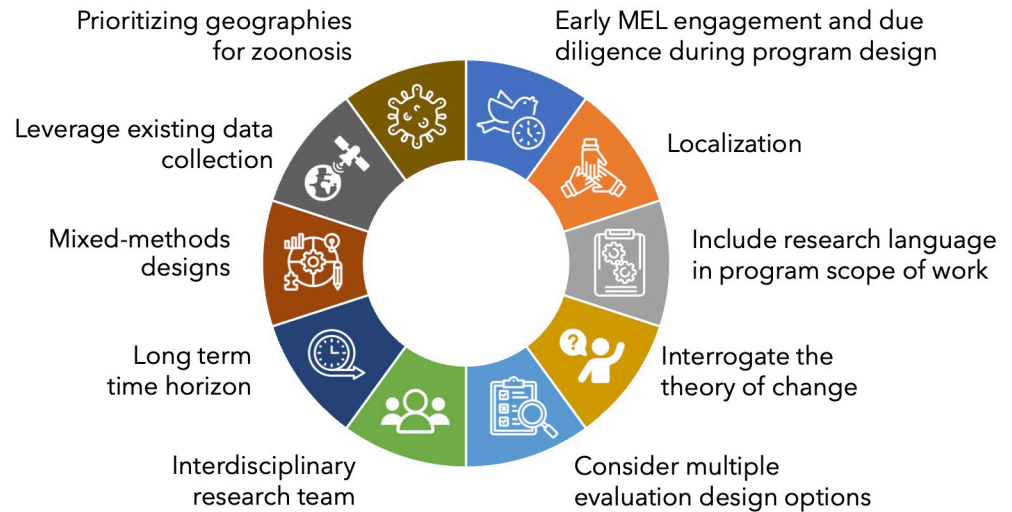 Prioritizing geographies
for zoonosis
Early MEL engagement and due
diligence during program design
Leverage existing data
collection
Localization
Mixed-methods
designs
Include research language
in program scope of work
Long term
time horizon
Interrogate the
theory of change
Interdisciplinary
research team
Consider multiple
evaluation design options
?